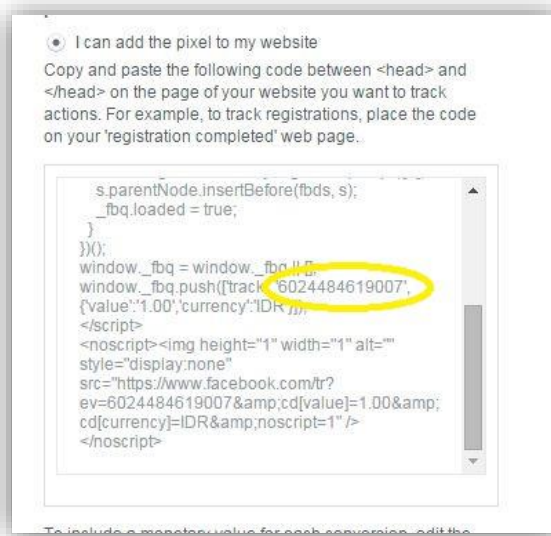 I can add the pixel to my website
Copy and paste the following code between <head> and
</head> on the page of your website you want to track
actions. For example, to track registrations, place the code
on your 'registration completed' web page.
s.parentNode.insertBefore(fbds, s);
_fbq.loaded = true;
}
})();
window._fbq = window._fbq || [];
window._fbq.push(['track', '6024484619007',
{'value':'1.00','currency':'IDR'}]);
</script>
<noscript><img height="1" width="1" alt=""
style="display:none"
src="https://www.facebook.com/tr?
ev=6024484619007&amp;cd[value]=1.00&amp;
cd[currency]=IDR&amp;noscript=1" />
</noscript>
To include a monetary value for each conversion, edit the